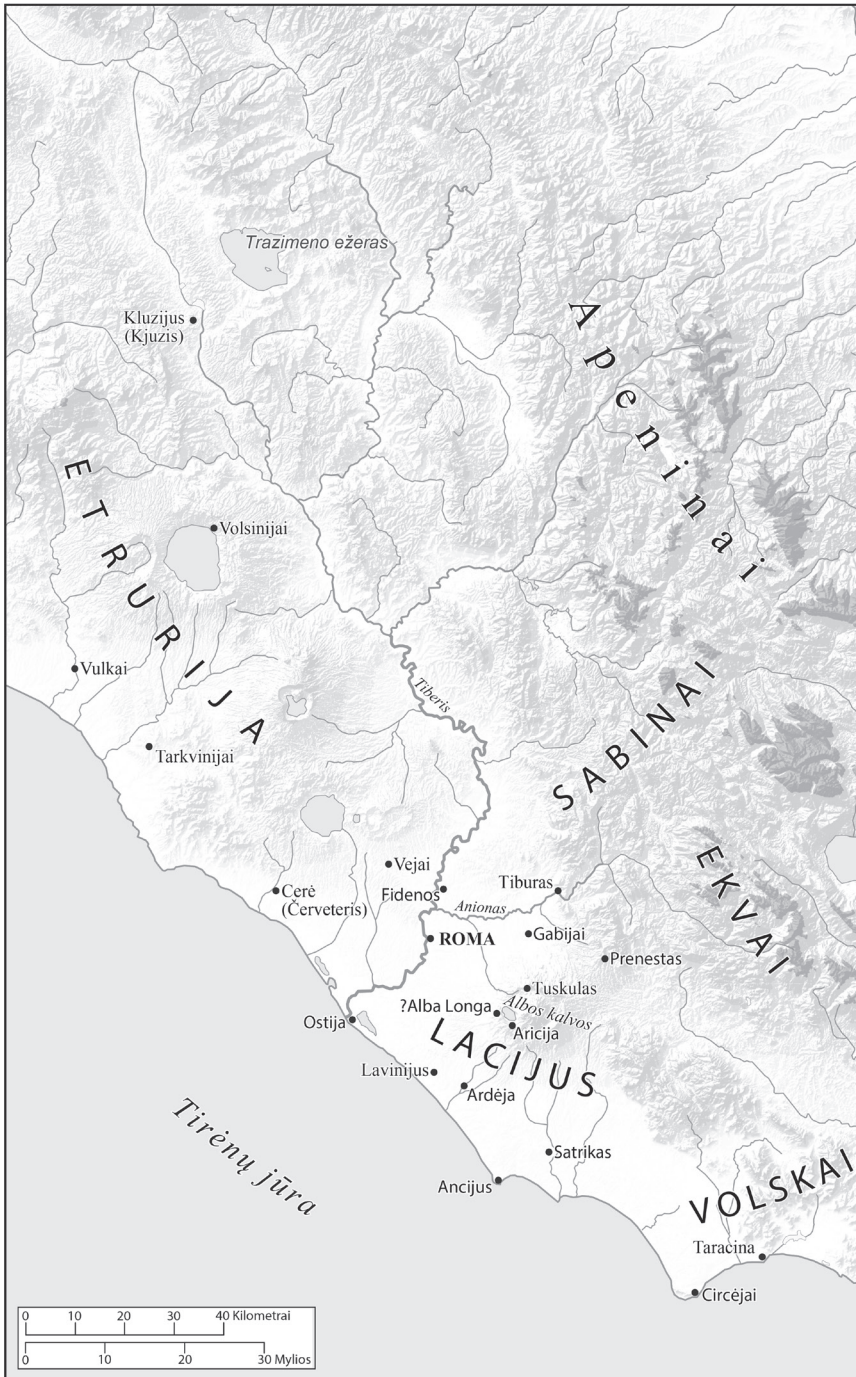 Trazimeno ežeras
Kluzijus
(Kjuzis)
Apeninai
ETRURIJA
Volsinijai
Vulkai
Tiberis
Tarkvinijai
SABINAI
EKVAI
Vejai
Cerė
(Červeteris)
Fidenos
Tiburas
Anionas
ROMA
Gabijai
Prenestas
Tuskulas
?Alba Longa
Albos kalvos
Aricija
Ostija
LACIJUS
Lavinijus
Ardėja
Tirėnų jūra
Satrikas
Ancijus
VOLSKAI
Taracina
Circėjai
0 10 20 30 40 Kilometrai
0 10 20 30 Mylios